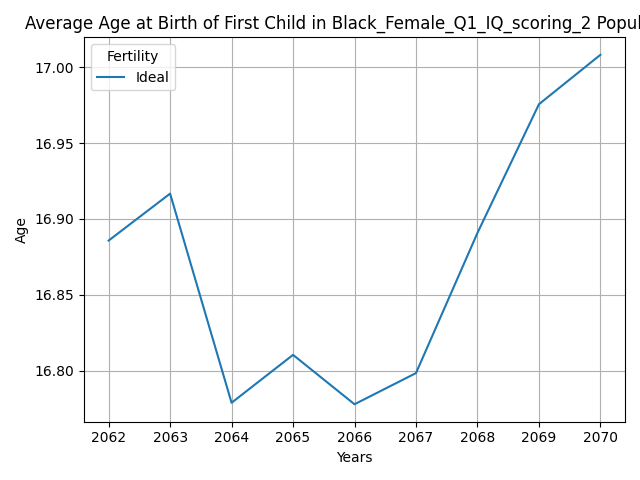 Average Age at Birth of First Child in Black_Female_Q1_IQ_scoring_2 Popul
Fertility
Ideal
17.00
16.95
16.90
16.85
16.80
Age
2062 2063 2064 2065 2066 2067 2068 2069 2070
Years